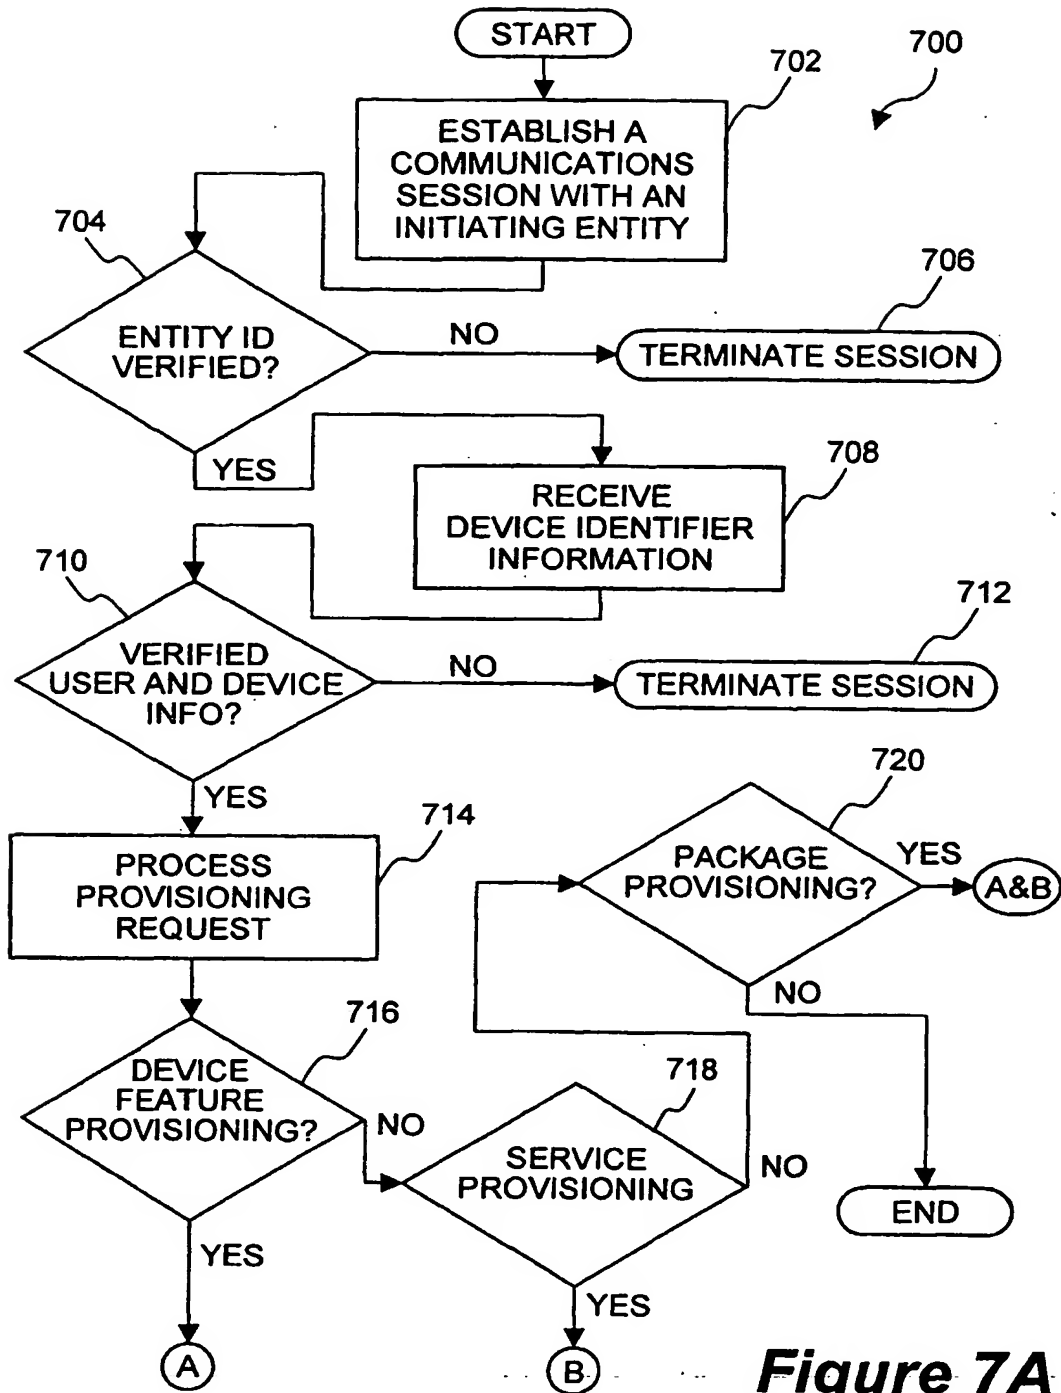 START
700
702
ESTABLISH A
COMMUNICATIONS
SESSION WITH AN
INITIATING ENTITY
704
706
ENTITY ID
VERIFIED?
NO
TERMINATE SESSION
YES
708
RECEIVE
DEVICE IDENTIFIER
INFORMATION
710
712
VERIFIED
USER AND DEVICE
INFO?
NO
TERMINATE SESSION
YES
714
PROCESS
PROVISIONING
REQUEST
720
PACKAGE
PROVISIONING?
YES
A&B
NO
716
DEVICE
FEATURE
PROVISIONING?
NO
718
SERVICE
PROVISIONING
NO
END
YES
YES
A
B
Figure 7A